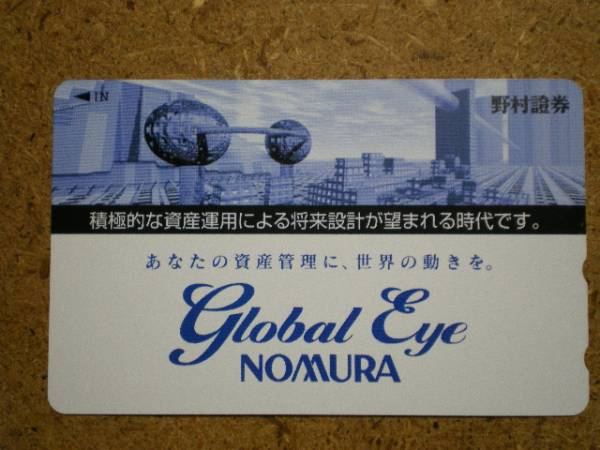 ◀IN
野村證券
積極的な資産運用による将来設計が望まれる時代です。
あなたの資産管理に、世界の動きを。
Global Eye
NOMURA